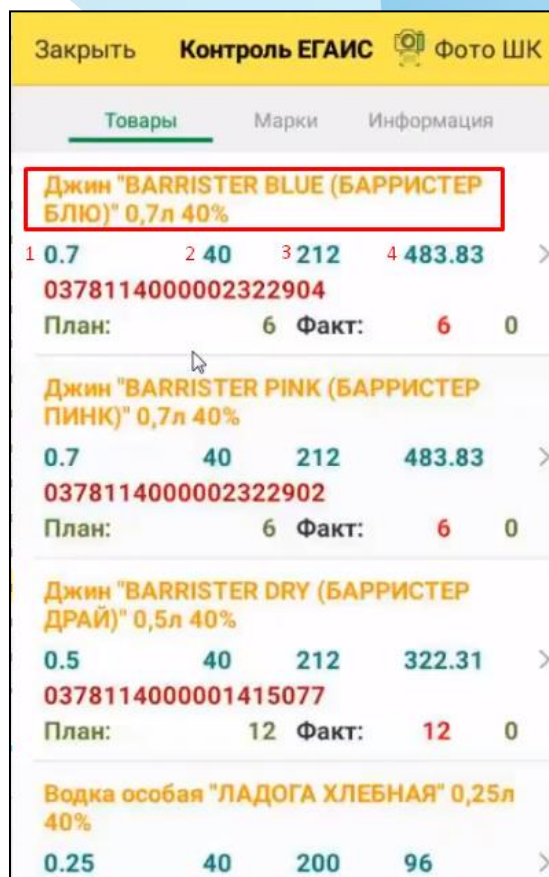 Закрыть Контроль ЕГАИС Фото ШК
Товары Марки Информация
Джин "BARRISTER BLUE (БАРРИСТЕР
БЛЮ)" 0,7л 40%
1 0.7 2 40 3 212 4 483.83
0378114000002322904
План: 6 Факт: 6 0
Джин "BARRISTER PINK (БАРРИСТЕР
ПИНК)" 0,7л 40%
0.7 40 212 483.83
0378114000002322902
План: 6 Факт: 6 0
Джин "BARRISTER DRY (БАРРИСТЕР
ДРАЙ)" 0,5л 40%
0.5 40 212 322.31
0378114000001415077
План: 12 Факт: 12 0
Водка особая "ЛАДОГА ХЛЕБНАЯ" 0,25л
40%
0.25 40 200 96